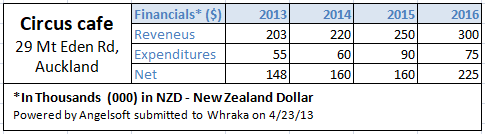 Circus cafe
29 Mt Eden Rd,
Auckland
Financials* ($) 2013 2014 2015 2016
Reveneus 203 220 250 300
Expenditures 55 60 90 75
Net 148 160 160 225
*In Thousands (000) in NZD - New Zealand Dollar
Powered by Angelsoft submitted to Whraka on 4/23/13